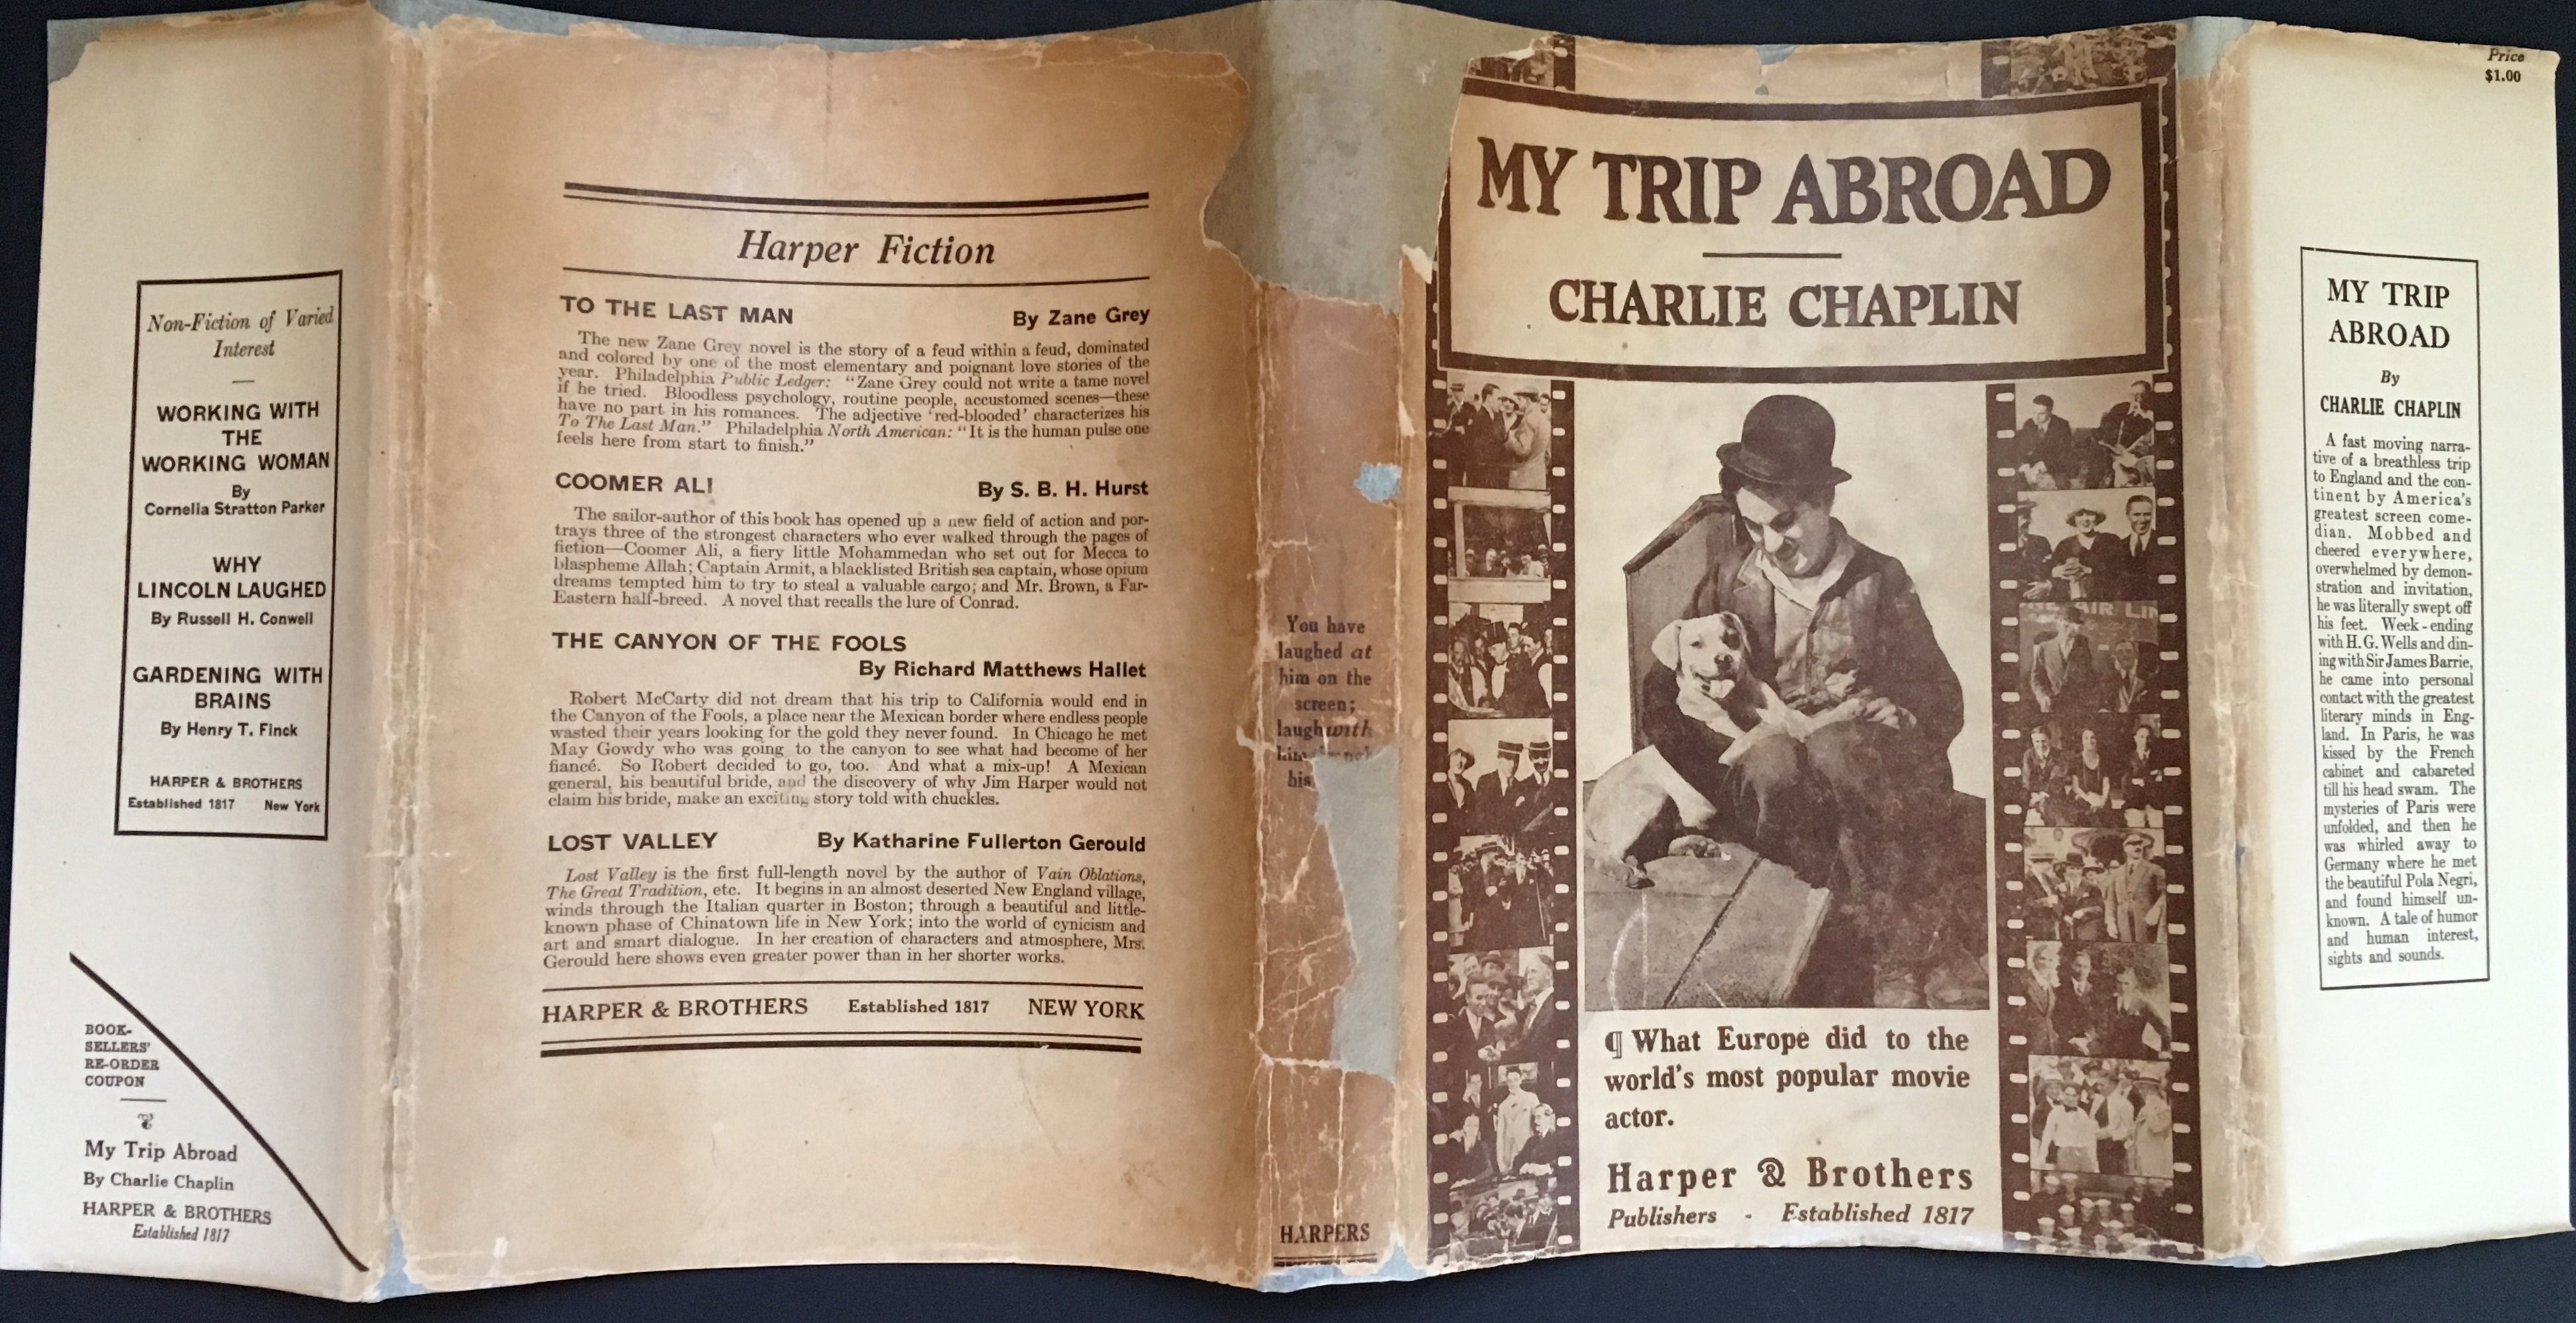 Non-Fiction of Varied
Interest
WORKING WITH
THE
WORKING WOMAN
By
Cornelia Stratton Parker
WHY
LINCOLN LAUGHED
By Russell H. Conwell
GARDENING WITH
BRAINS
By Henry T. Finck
HARPER & BROTHERS
Established 1817 New York
BOOK-
SELLERS'
RE-ORDER
COUPON
My Trip Abroad
By Charlie Chaplin
HARPER & BROTHERS
Established 1817
Harper Fiction
TO THE LAST MAN By Zane Grey
The new Zane Grey novel is the story of a feud within a feud, dominated
and colored by one of the most elementary and poignant love stories of the
year. Philadelphia Public Ledger: "Zane Grey could not write a tame novel
if he tried. Bloodless psychology, routine people, accustomed scenes—these
have no part in his romances. The adjective 'red-blooded' characterizes his
To The Last Man." Philadelphia North American: "It is the human pulse one
feels here from start to finish."
COOMER ALI By S. B. H. Hurst
The sailor-author of this book has opened up a new field of action and por-
trays three of the strongest characters who ever walked through the pages of
fiction—Coomer Ali, a fiery little Mohammedan who set out for Mecca to
blaspheme Allah; Captain Armit, a blacklisted British sea captain, whose opium
dreams tempted him to try to steal a valuable cargo; and Mr. Brown, a Far-
Eastern half-breed. A novel that recalls the lure of Conrad.
THE CANYON OF THE FOOLS
By Richard Matthews Hallet
Robert McCarty did not dream that his trip to California would end in
the Canyon of the Fools, a place near the Mexican border where endless people
wasted their years looking for the gold they never found. In Chicago he met
May Gowdy who was going to the canyon to see what had become of her
fiancé. So Robert decided to go, too. And what a mix-up! A Mexican
general, his beautiful bride, and the discovery of why Jim Harper would not
claim his bride, make an exciting story told with chuckles.
LOST VALLEY By Katharine Fullerton Gerould
Lost Valley is the first full-length novel by the author of Vain Oblations,
The Great Tradition, etc. It begins in an almost deserted New England village,
winds through the Italian quarter in Boston; through a beautiful and little-
known phase of Chinatown life in New York; into the world of cynicism and
art and smart dialogue. In her creation of characters and atmosphere, Mrs.
Gerould here shows even greater power than in her shorter works.
HARPER & BROTHERS Established 1817 NEW YORK
You have
laughed at
him on the
screen;
laugh with
his
HARPERS
MY TRIP ABROAD
CHARLIE CHAPLIN
AIR LIN
¶ What Europe did to the
world's most popular movie
actor.
Harper & Brothers
Publishers - Established 1817
Price
$1.00
MY TRIP
ABROAD
By
CHARLIE CHAPLIN
A fast moving narra-
tive of a breathless trip
to England and the con-
tinent by America's
greatest screen come-
dian. Mobbed and
cheered everywhere,
overwhelmed by demon-
stration and invitation,
he was literally swept off
his feet. Week-ending
with H. G. Wells and din-
ing with Sir James Barrie,
he came into personal
contact with the greatest
literary minds in Eng-
land. In Paris, he was
kissed by the French
cabinet and cabareted
till his head swam. The
mysteries of Paris were
unfolded, and then he
was whirled away to
Germany where he met
the beautiful Pola Negri,
and found himself un-
known. A tale of humor
and human interest,
sights and sounds.